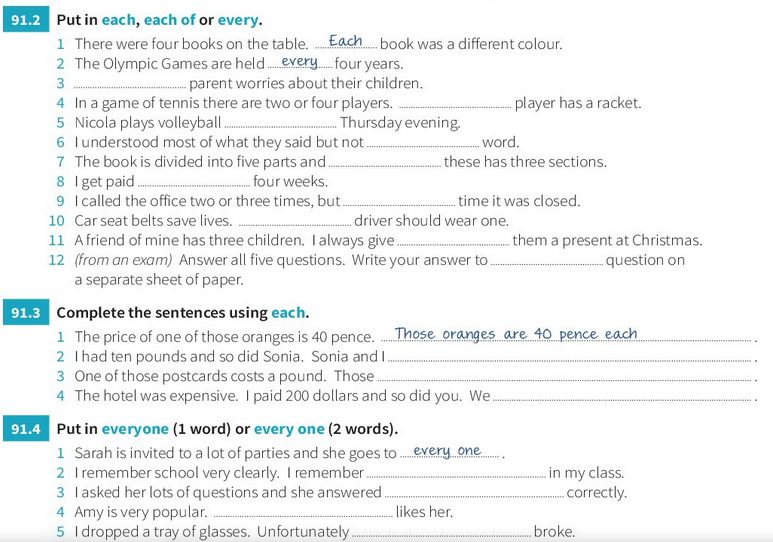 91.2 Put in each, each of or every.
1 There were four books on the table. Each book was a different colour.
2 The Olympic Games are held every four years.
3 .................... parent worries about their children.
4 In a game of tennis there are two or four players. .................... player has a racket.
5 Nicola plays volleyball .................... Thursday evening.
6 I understood most of what they said but not .................... word.
7 The book is divided into five parts and .................... these has three sections.
8 I get paid .................... four weeks.
9 I called the office two or three times, but .................... time it was closed.
10 Car seat belts save lives. .................... driver should wear one.
11 A friend of mine has three children. I always give .................... them a present at Christmas.
12 (from an exam) Answer all five questions. Write your answer to .................... question on
a separate sheet of paper.
91.3 Complete the sentences using each.
1 The price of one of those oranges is 40 pence. Those oranges are 40 pence each .
2 I had ten pounds and so did Sonia. Sonia and I .................... .
3 One of those postcards costs a pound. Those .................... .
4 The hotel was expensive. I paid 200 dollars and so did you. We .................... .
91.4 Put in everyone (1 word) or every one (2 words).
1 Sarah is invited to a lot of parties and she goes to every one .
2 I remember school very clearly. I remember .................... in my class.
3 I asked her lots of questions and she answered .................... correctly.
4 Amy is very popular. .................... likes her.
5 I dropped a tray of glasses. Unfortunately .................... broke.